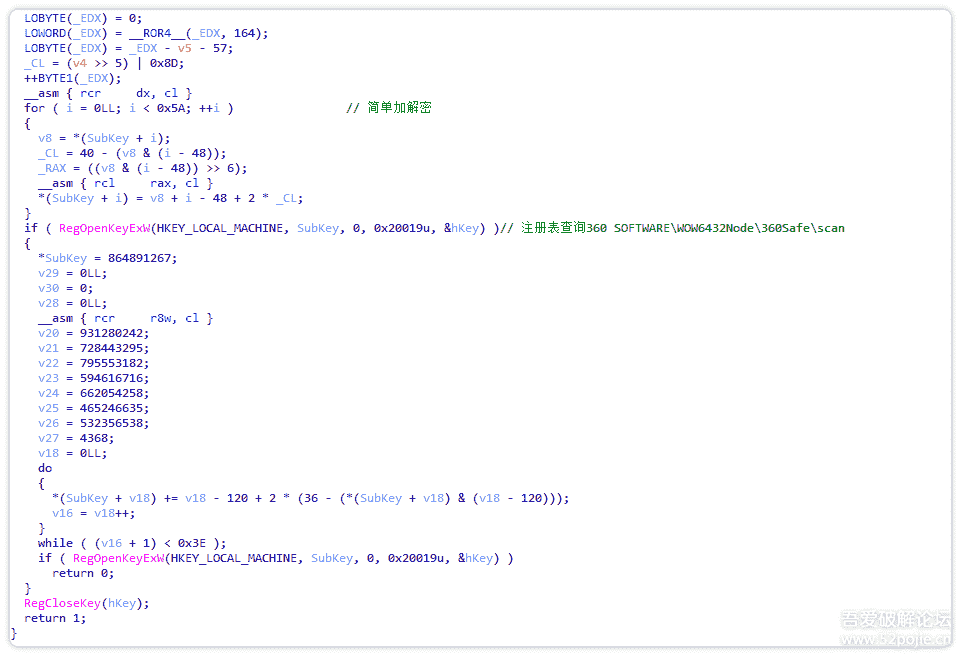 LOBYTE(_EDX) = 0;
LOWORD(_EDX) = __ROR4__(_EDX, 164);
LOBYTE(_EDX) = _EDX - v5 - 57;
_CL = (v4 >> 5) | 0x8D;
++BYTE1(_EDX);
__asm { rcr     dx, cl }
for ( i = 0LL; i < 0x5A; ++i )                // 简单加解密
{
  v8 = *(SubKey + i);
  _CL = 40 - (v8 & (i - 48));
  _RAX = ((v8 & (i - 48)) >> 6);
  __asm { rcl     rax, cl }
  *(SubKey + i) = v8 + i - 48 + 2 * _CL;
}
if ( RegOpenKeyExW(HKEY_LOCAL_MACHINE, SubKey, 0, 0x20019u, &hKey) )// 注册表查询360 SOFTWARE\WOW6432Node\360Safe\scan
{
  *SubKey = 864891267;
  v29 = 0LL;
  v30 = 0;
  v28 = 0LL;
  __asm { rcr     r8w, cl }
  v20 = 931280242;
  v21 = 728443295;
  v22 = 795553182;
  v23 = 594616716;
  v24 = 662054258;
  v25 = 465246635;
  v26 = 532356538;
  v27 = 4368;
  v18 = 0LL;
  do
  {
    *(SubKey + v18) += v18 - 120 + 2 * (36 - (*(SubKey + v18) & (v18 - 120)));
    v16 = v18++;
  }
  while ( (v16 + 1) < 0x3E );
  if ( RegOpenKeyExW(HKEY_LOCAL_MACHINE, SubKey, 0, 0x20019u, &hKey) )
    return 0;
}
RegCloseKey(hKey);
return 1;
}
吾爱破解论坛
www.52pojie.cn